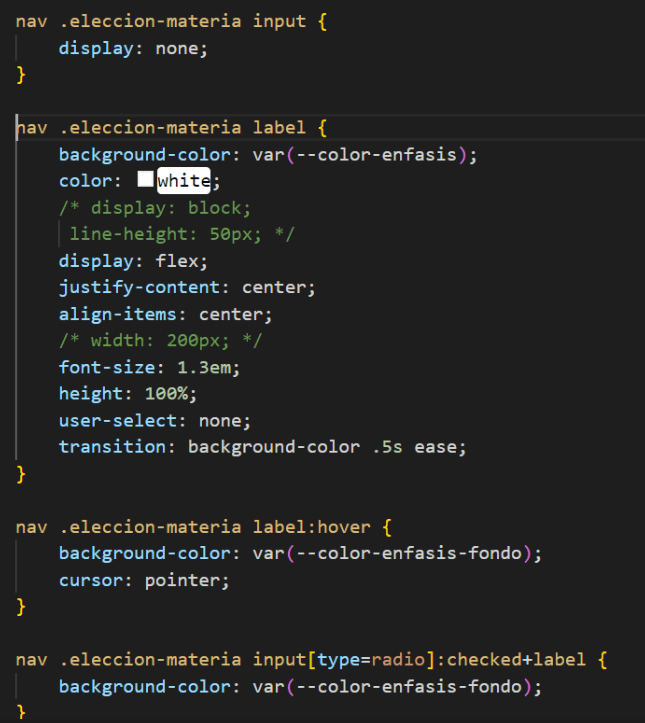 nav .eleccion-materia input {
display: none;
}
nav .eleccion-materia label {
background-color: var(--color-enfasis);
color: white;
/* display: block;
line-height: 50px; */
display: flex;
justify-content: center;
align-items: center;
/* width: 200px; */
font-size: 1.3em;
height: 100%;
user-select: none;
transition: background-color .5s ease;
}
nav .eleccion-materia label:hover {
background-color: var(--color-enfasis-fondo);
cursor: pointer;
}
nav .eleccion-materia input[type=radio]:checked+label {
background-color: var(--color-enfasis-fondo);
}